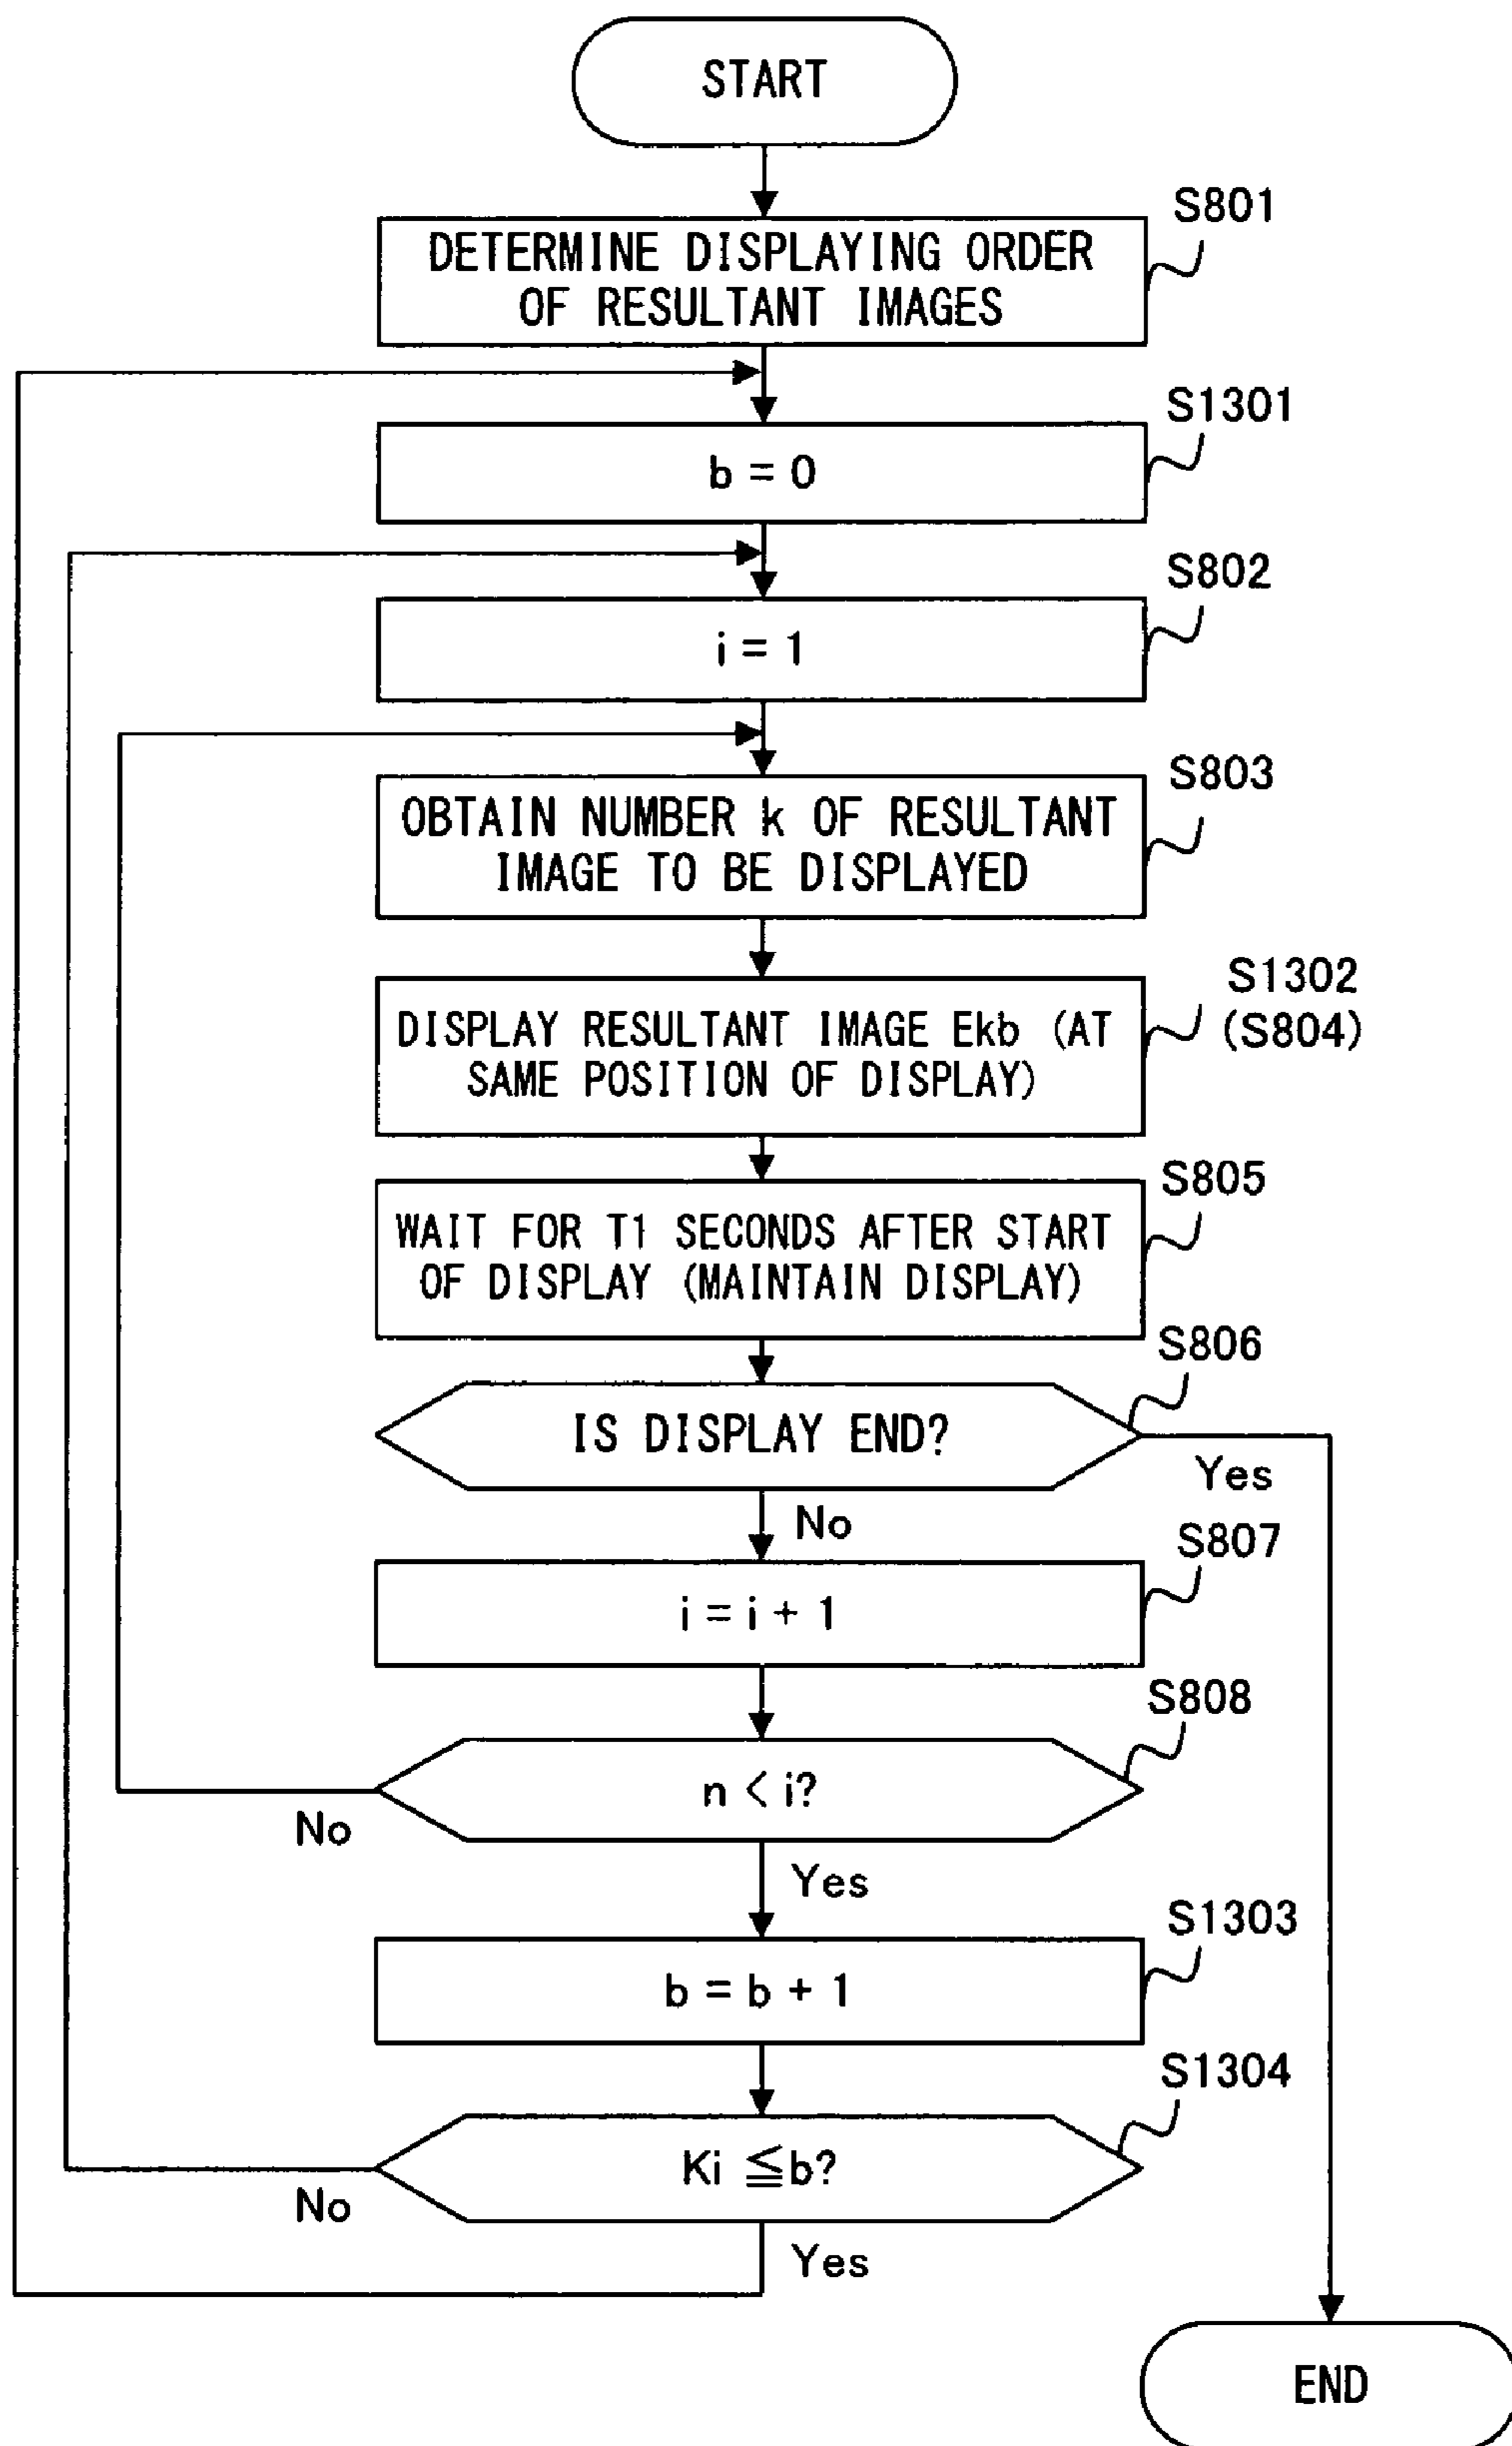 START
S801
DETERMINE DISPLAYING ORDER
OF RESULTANT IMAGES
S1301
b = 0
S802
i = 1
S803
OBTAIN NUMBER k OF RESULTANT
IMAGE TO BE DISPLAYED
S1302
(S804)
DISPLAY RESULTANT IMAGE Ekb (AT
SAME POSITION OF DISPLAY)
S805
WAIT FOR T1 SECONDS AFTER START
OF DISPLAY (MAINTAIN DISPLAY)
S806
IS DISPLAY END?
Yes
No
S807
i = i + 1
S808
n < i?
No
Yes
S1303
b = b + 1
S1304
Ki ≦ b?
No
Yes
END